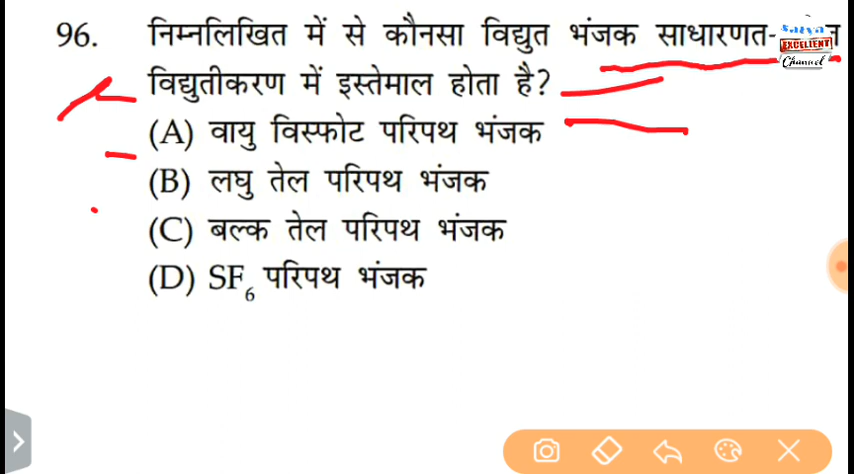 96. निम्नलिखित में से कौनसा विद्युत भंजक साधारणत-
satya
EXCELLENT
Channel
विद्युतीकरण में इस्तेमाल होता है?
(A) वायु विस्फोट परिपथ भंजक
(B) लघु तेल परिपथ भंजक
(C) बल्क तेल परिपथ भंजक
(D) SF₆ परिपथ भंजक